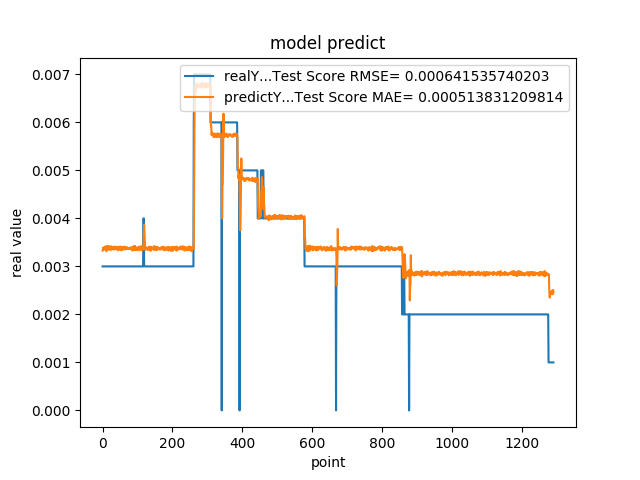 model predict
realY...Test Score RMSE= 0.000641535740203
predictY...Test Score MAE= 0.000513831209814
real value
0.007
0.006
0.005
0.004
0.003
0.002
0.001
0.000
0 200 400 600 800 1000 1200
point